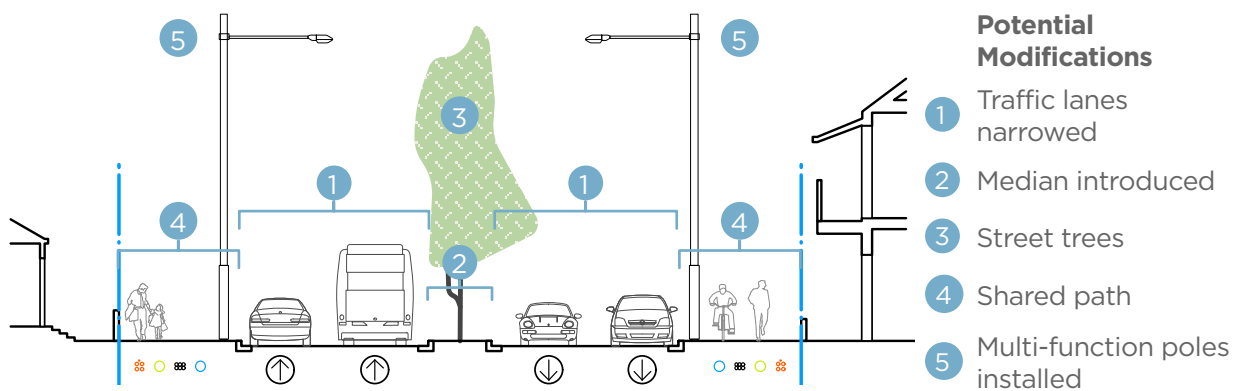 5
5
3
1
1
4
4
2
Potential
Modifications
1 Traffic lanes
narrowed
2 Median introduced
3 Street trees
4 Shared path
5 Multi-function poles
installed